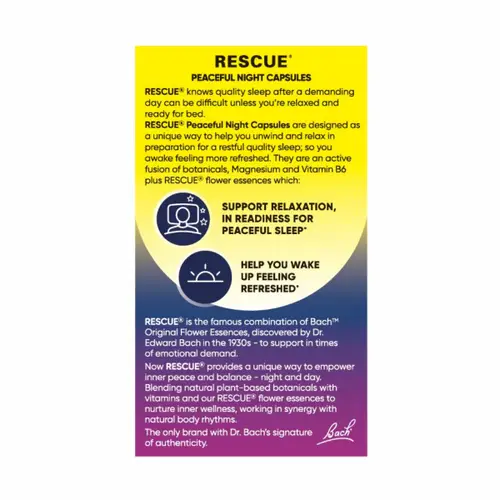 RESCUE®
PEACEFUL NIGHT CAPSULES
RESCUE® knows quality sleep after a demanding
day can be difficult unless you're relaxed and
ready for bed.
RESCUE® Peaceful Night Capsules are designed as
a unique way to help you unwind and relax in
preparation for a restful quality sleep; so you
awake feeling more refreshed. They are an active
fusion of botanicals, Magnesium and Vitamin B6
plus RESCUE® flower essences which:
SUPPORT RELAXATION,
IN READINESS FOR
PEACEFUL SLEEP*
HELP YOU WAKE
UP FEELING
REFRESHED*
RESCUE® is the famous combination of Bach™
Original Flower Essences, discovered by Dr.
Edward Bach in the 1930s - to support in times
of emotional demand.
Now RESCUE® provides a unique way to empower
inner peace and balance - night and day.
Blending natural plant-based botanicals with
vitamins and our RESCUE® flower essences to
nurture inner wellness, working in synergy with
natural body rhythms.
The only brand with Dr. Bach's signature
of authenticity.
Bach